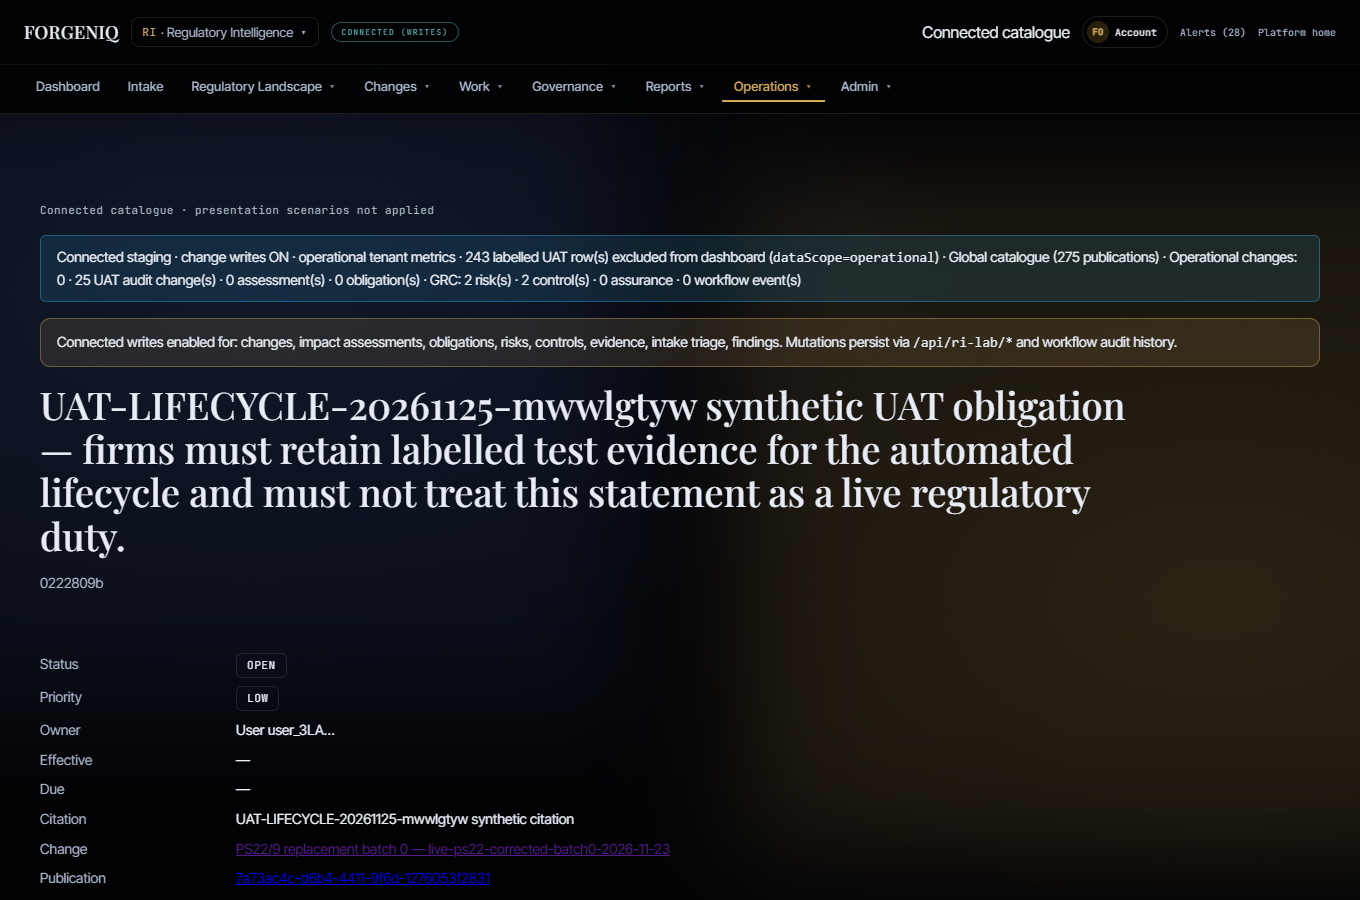 FORGENIQ
RI · Regulatory Intelligence ▾
CONNECTED (WRITES)
Connected catalogue
FO Account
Alerts (28)
Platform home
Dashboard
Intake
Regulatory Landscape ▾
Changes ▾
Work ▾
Governance ▾
Reports ▾
Operations ▾
Admin ▾
Connected catalogue · presentation scenarios not applied
Connected staging · change writes ON · operational tenant metrics · 243 labelled UAT row(s) excluded from dashboard (dataScope=operational) · Global catalogue (275 publications) · Operational changes:
0 · 25 UAT audit change(s) · 0 assessment(s) · 0 obligation(s) · GRC: 2 risk(s) · 2 control(s) · 0 assurance · 0 workflow event(s)
Connected writes enabled for: changes, impact assessments, obligations, risks, controls, evidence, intake triage, findings. Mutations persist via /api/ri-lab/* and workflow audit history.
UAT-LIFECYCLE-20261125-mwwlgtyw synthetic UAT obligation
— firms must retain labelled test evidence for the automated
lifecycle and must not treat this statement as a live regulatory
duty.
0222809b
Status OPEN
Priority LOW
Owner User user_3LA...
Effective —
Due —
Citation UAT-LIFECYCLE-20261125-mwwlgtyw synthetic citation
Change PS22/9 replacement batch 0 — live-ps22-corrected-batch0-2026-11-23
Publication 7a73ac4c-d6b4-4411-9f6d-1276053f2831